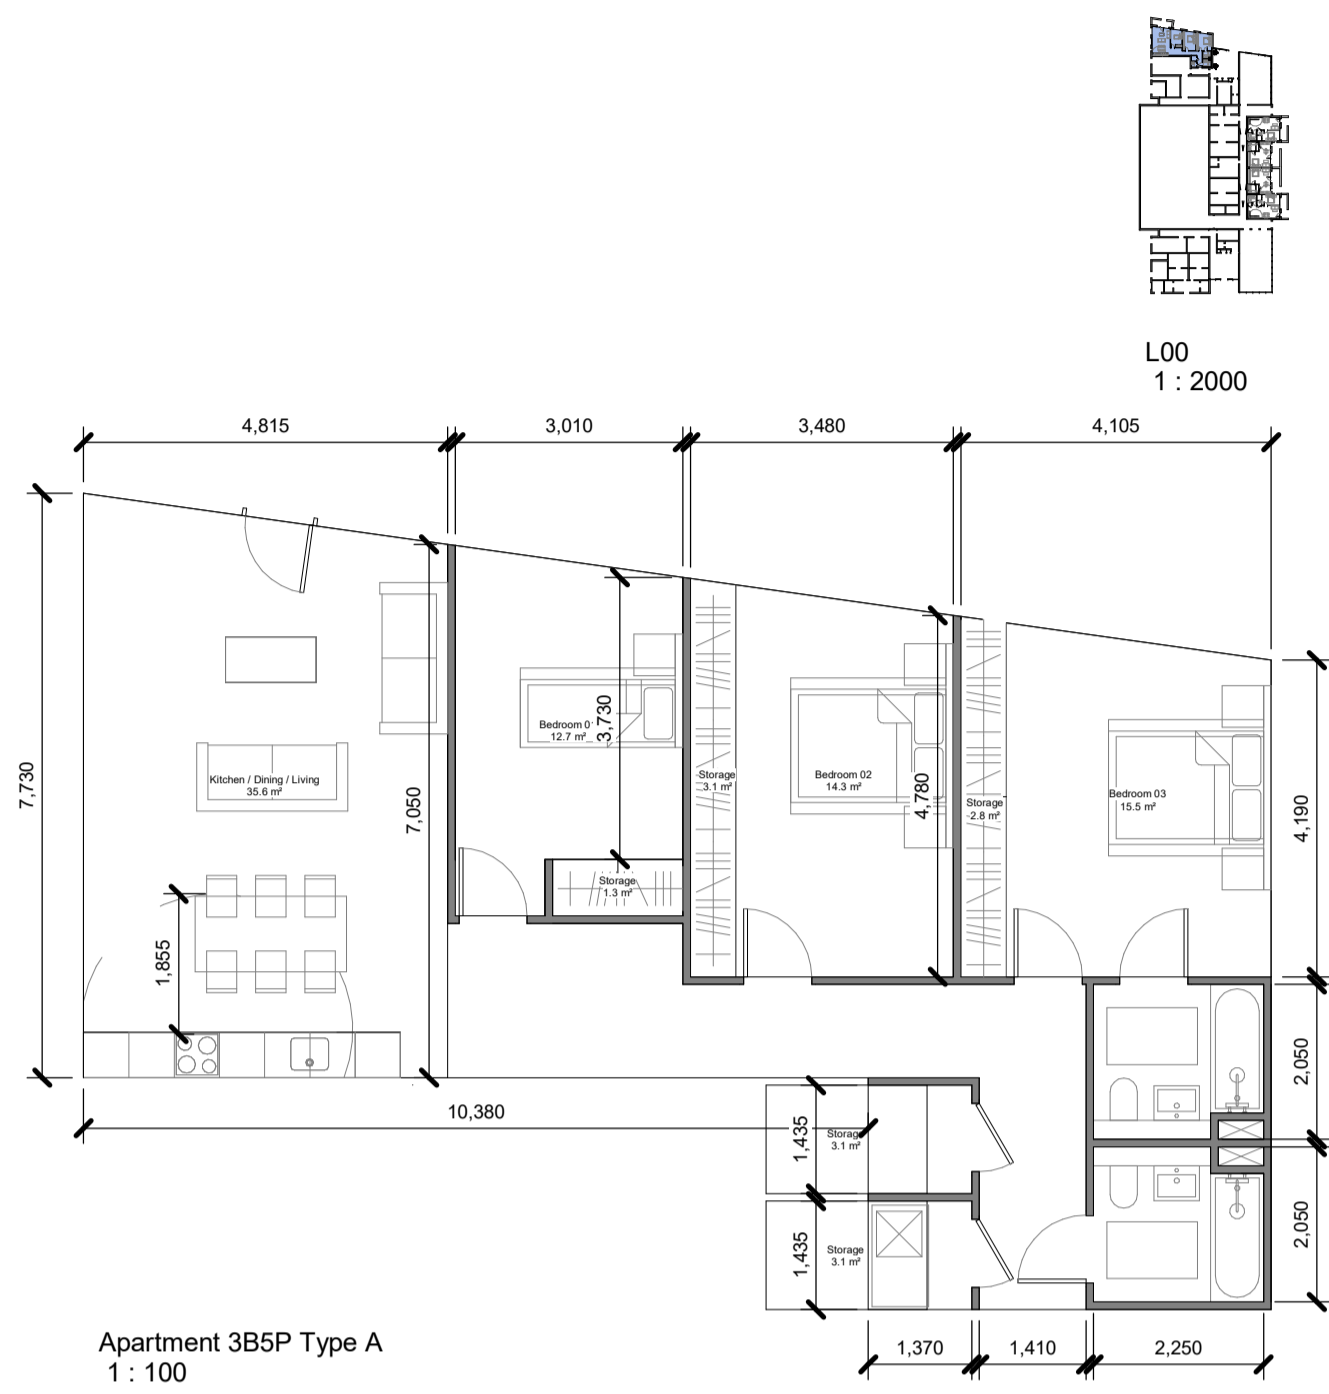 L00
1 : 2000
4,815
3,010
3,480
4,105
7,730
7,050
3,730
4,780
4,190
Bedroom 0
12.7 m²
Storage
3.1 m²
Bedroom 02
14.3 m²
Storage
2.8 m²
Bedroom 03
15.5 m²
Kitchen / Dining / Living
35.6 m²
Storage
1.3 m²
1,855
2,050
10,380
1,435
Storag
3.1 m²
1,435
Storage
3.1 m²
2,050
Apartment 3B5P Type A
1 : 100
1,370
1,410
2,250